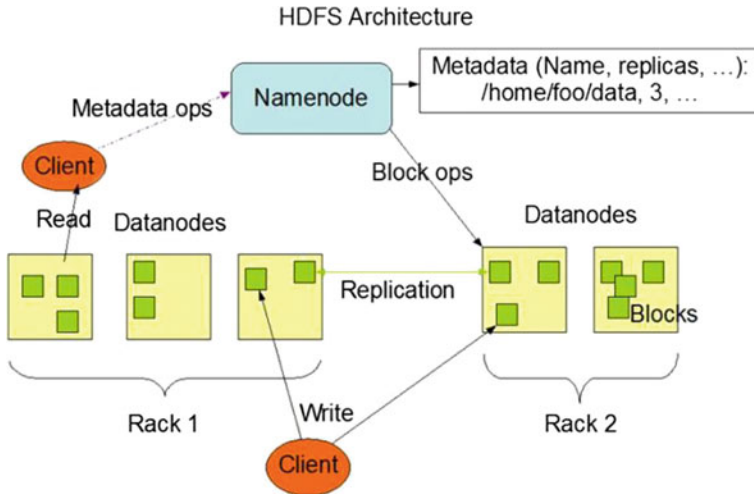 HDFS Architecture
Metadata (Name, replicas, …):
/home/foo/data, 3, …
Namenode
Metadata ops
Client
Block ops
Read
Datanodes
Datanodes
Replication
Blocks
Rack 1
Write
Rack 2
Client